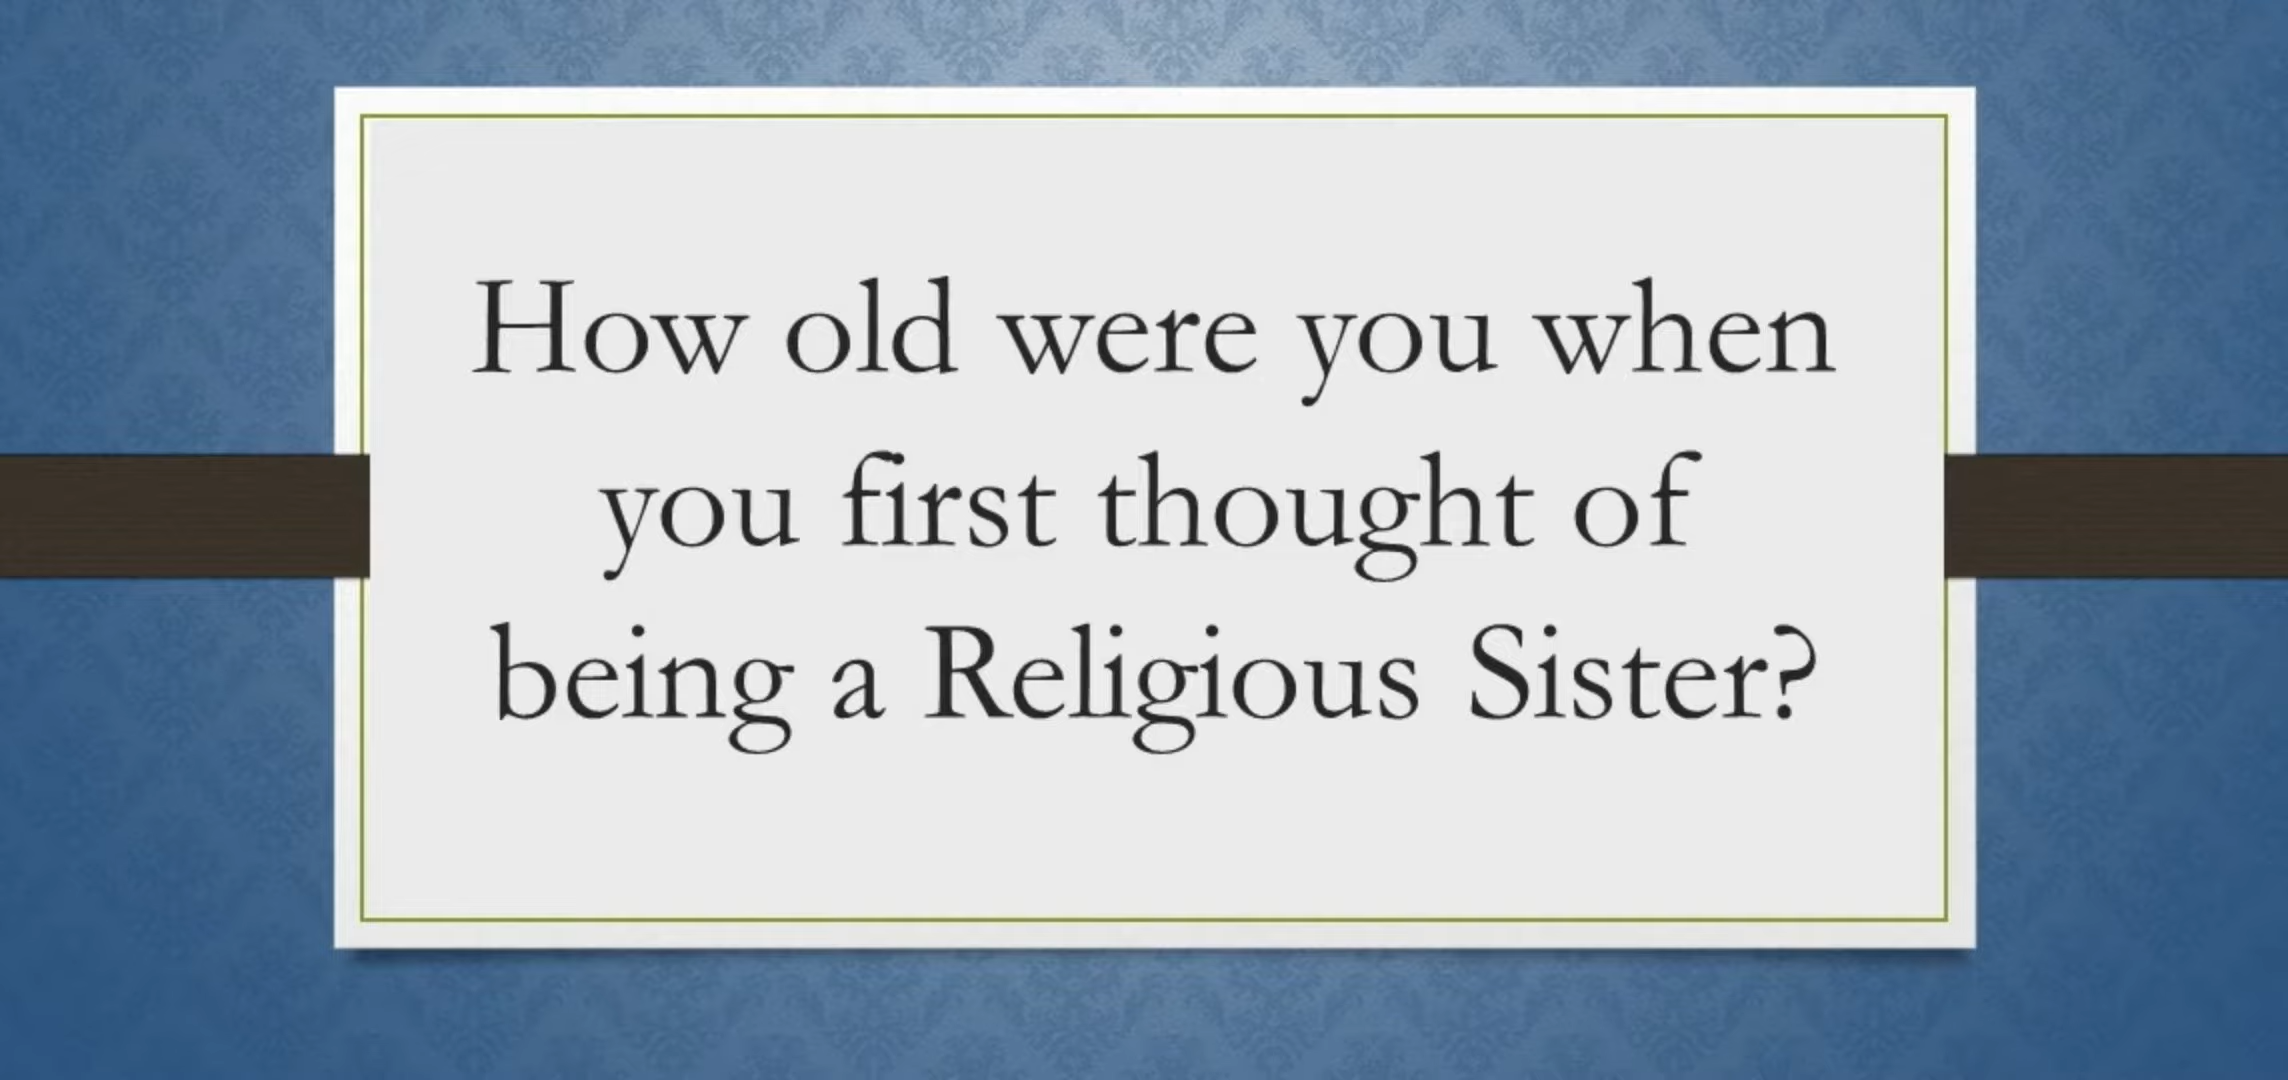 How old were you when
you first thought of
being a Religious Sister?